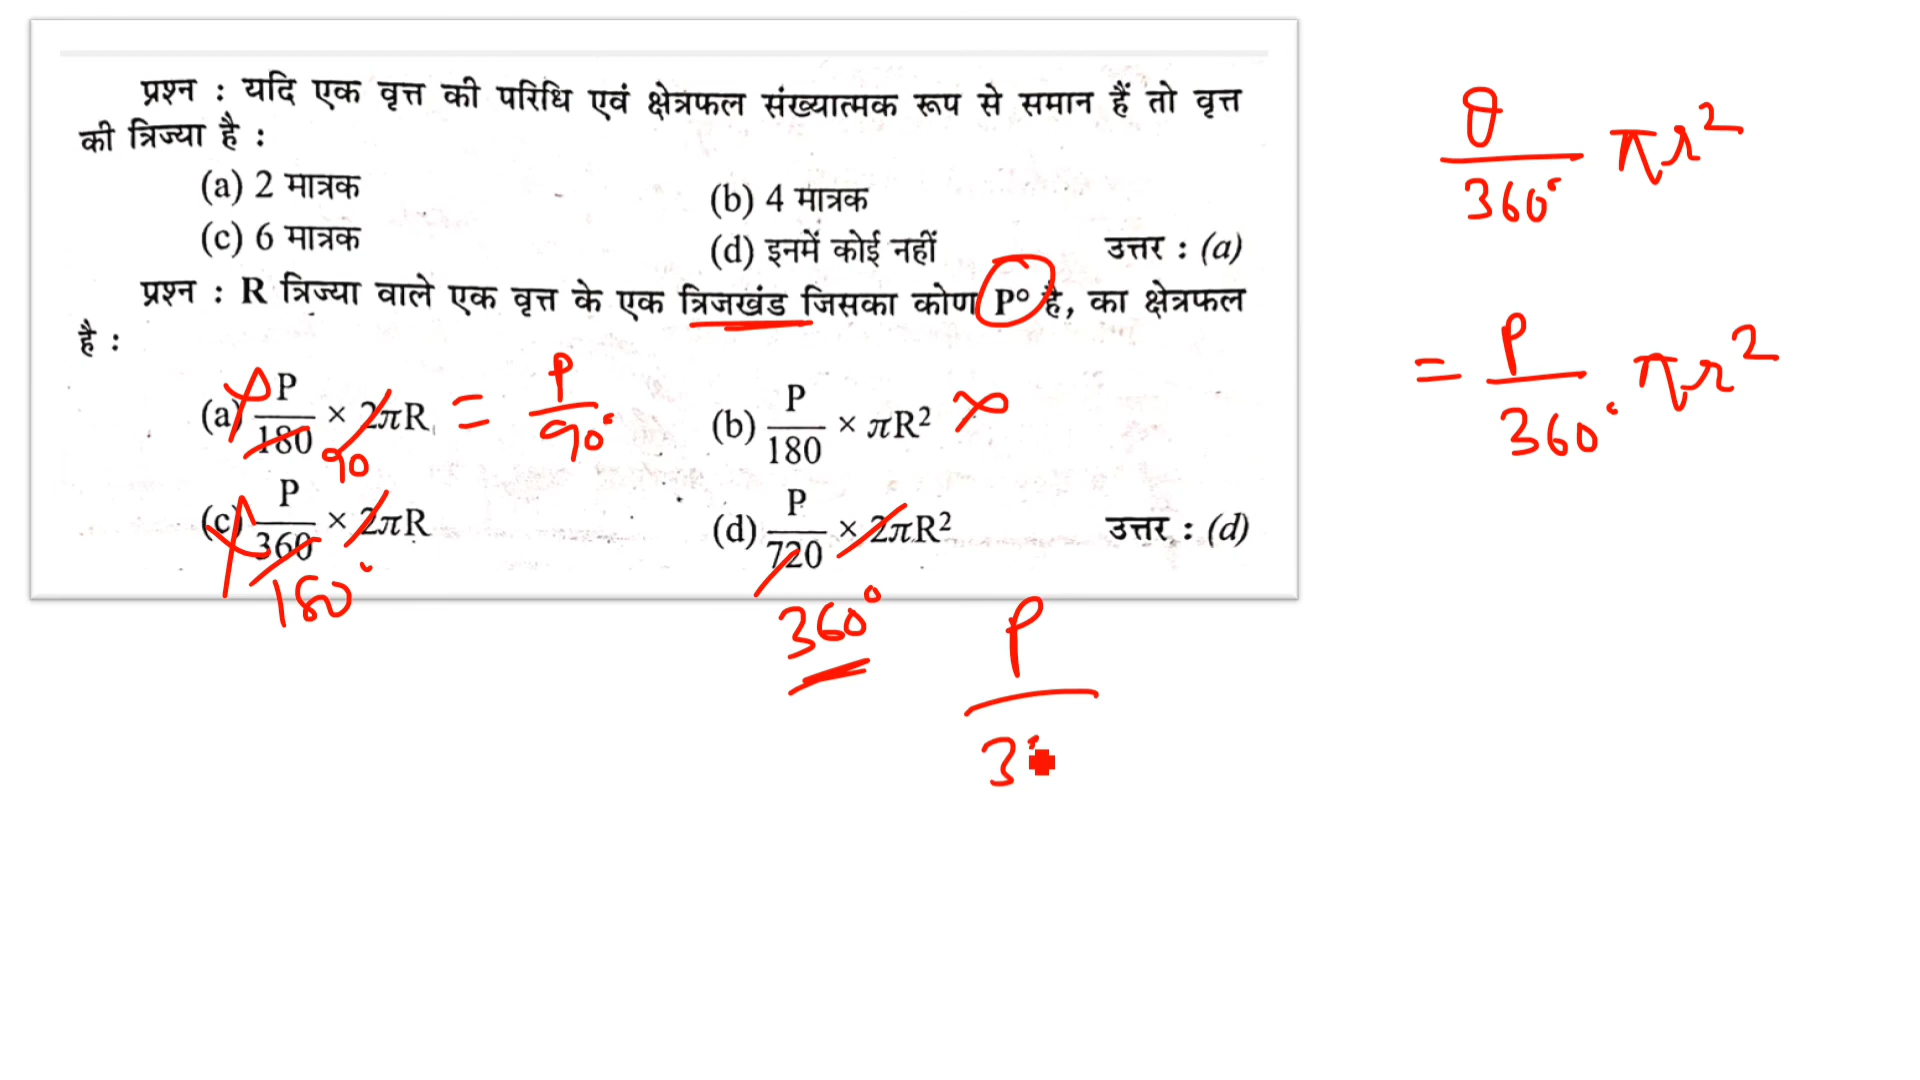 प्रश्न : यदि एक वृत्त की परिधि एवं क्षेत्रफल संख्यात्मक रूप से समान हैं तो वृत्त
की त्रिज्या है :
(a) 2 मात्रक (b) 4 मात्रक
(c) 6 मात्रक (d) इनमें कोई नहीं उत्तर : (a)
प्रश्न : R त्रिज्या वाले एक वृत्त के एक त्रिजखंड जिसका कोण P° है, का क्षेत्रफल
है :
(a) P/180 × 2πR = P/90° (b) P/180 × πR²
90
(c) P/360 × 2πR (d) P/720 × 2πR² उत्तर : (d)
180°
360°
P/3
θ/360° πr²
= P/360° πr²